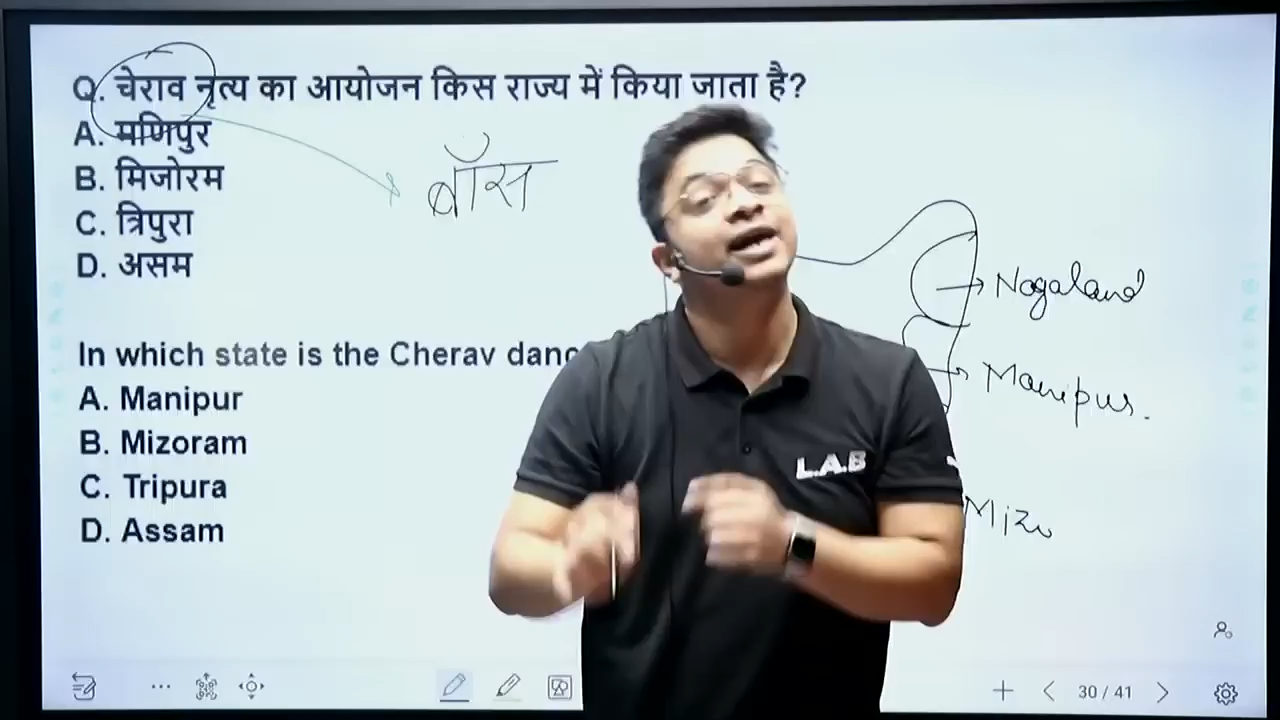 Q. चेराव नृत्य का आयोजन किस राज्य में किया जाता है?
A. मणिपुर
B. मिजोरम
C. त्रिपुरा
D. असम
बॉस
Nagaland
Manipur.
Mizo
In which state is the Cherav danc
A. Manipur
B. Mizoram
C. Tripura
D. Assam
L.A.B
30 / 41